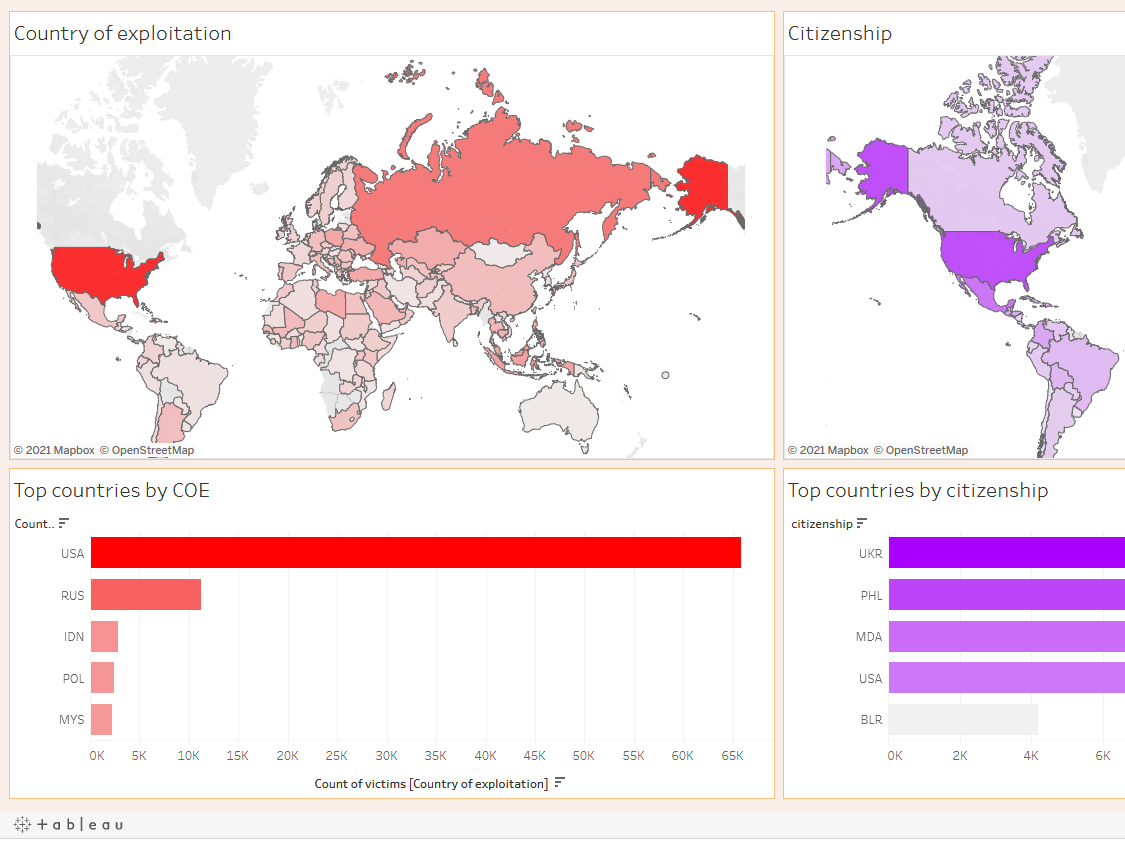 Country of exploitation
© 2021 Mapbox © OpenStreetMap
Citizenship
© 2021 Mapbox © OpenStreetMap
Top countries by COE
Count..
USA
RUS
IDN
POL
MYS
0K 5K 10K 15K 20K 25K 30K 35K 40K 45K 50K 55K 60K 65K
Count of victims [Country of exploitation]
Top countries by citizenship
citizenship
UKR
PHL
MDA
USA
BLR
0K 2K 4K 6K
+ a b | e a u